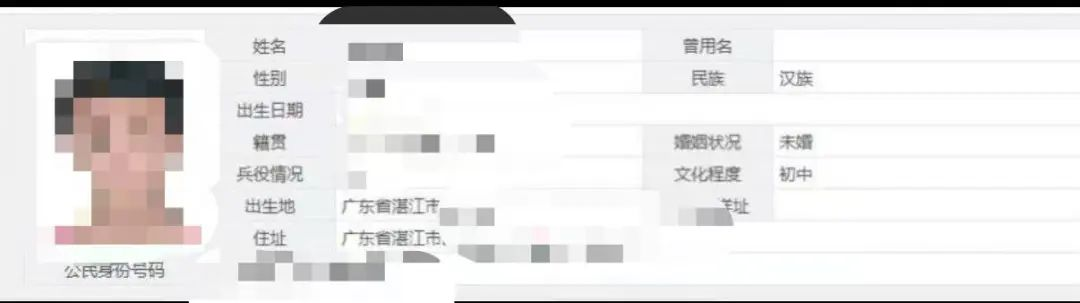 姓名 曾用名
性别 民族 汉族
出生日期
籍贯 婚姻状况 未婚
兵役情况 文化程度 初中
出生地 广东省湛江市 详址
住址 广东省湛江市
公民身份号码